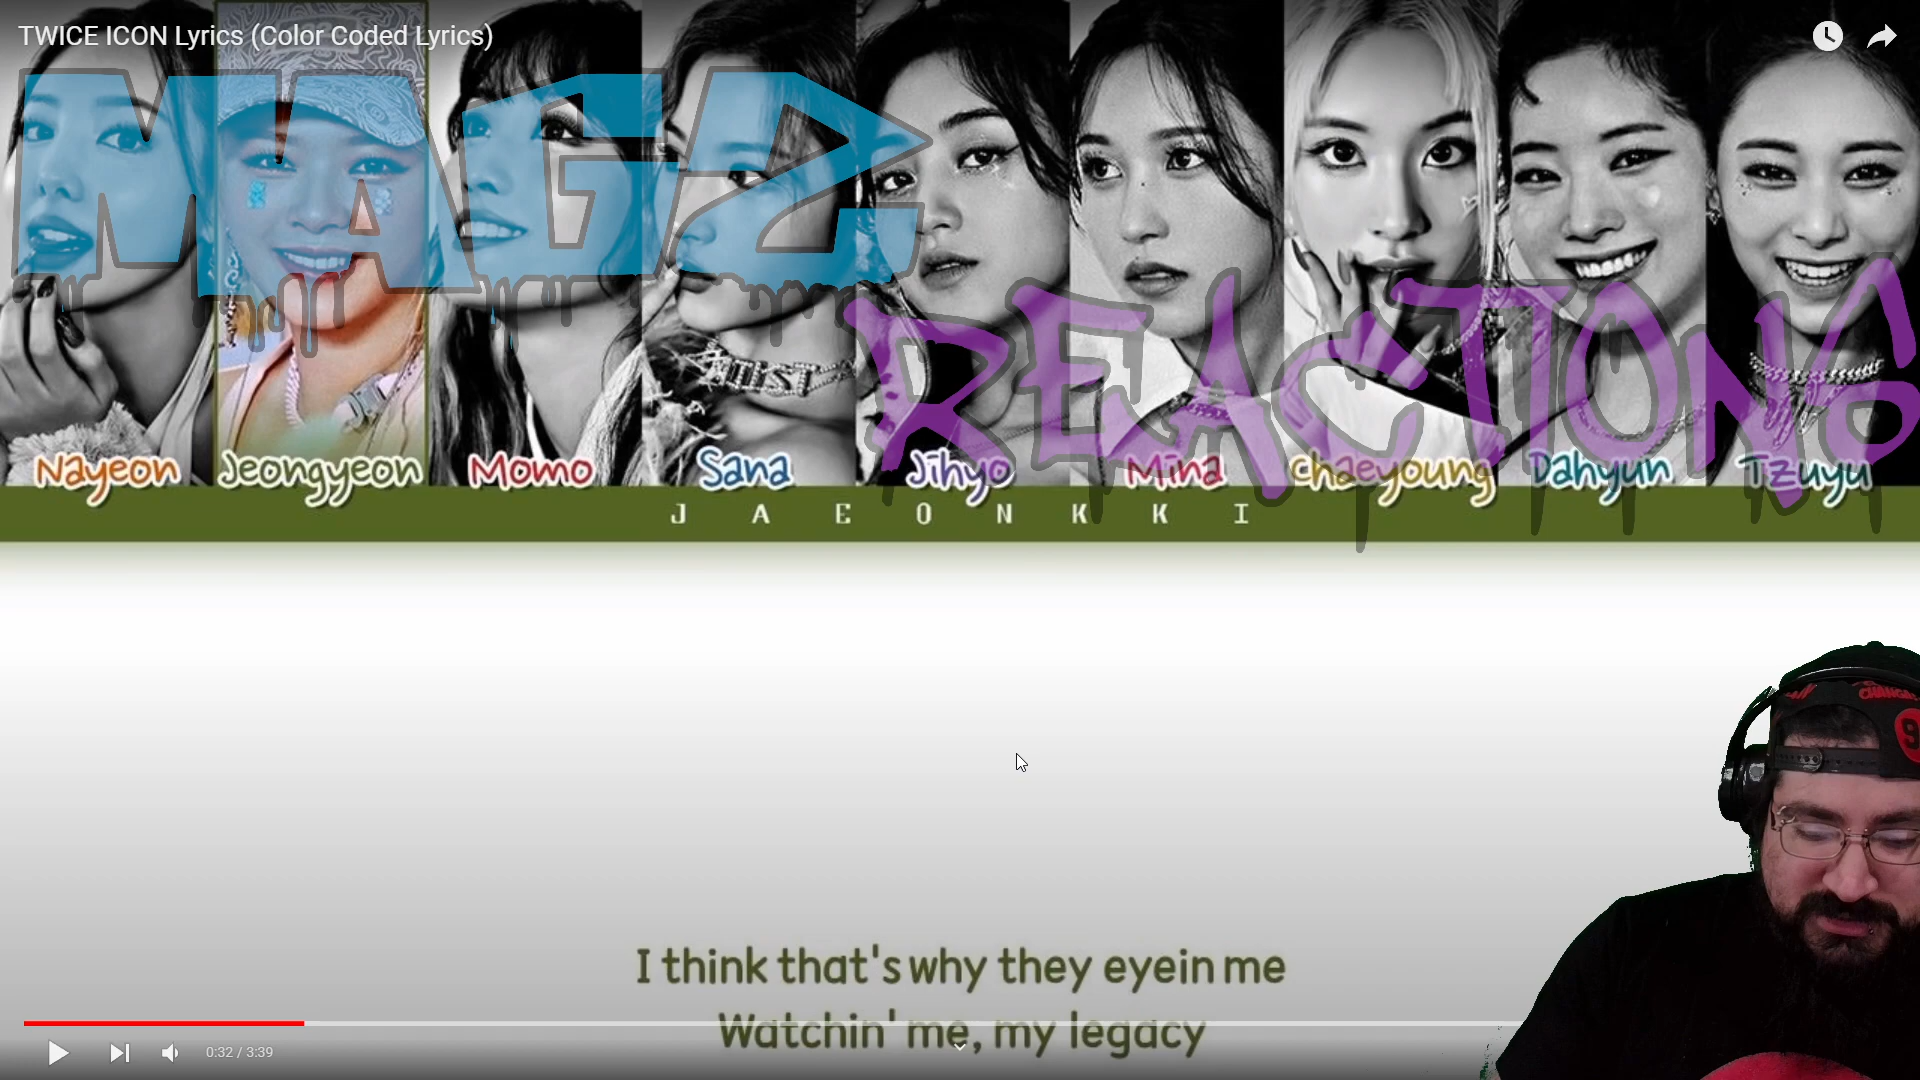 TWICE ICON Lyrics (Color Coded Lyrics)
MAGZ
REACTIONS
Nayeon Jeongyeon Momo Sana Jihyo Mina Chaeyoung Dahyun Tzuyu
J A E O N K K I
I think that's why they eyein me
Watchin' me, my legacy
0:32 / 3:39